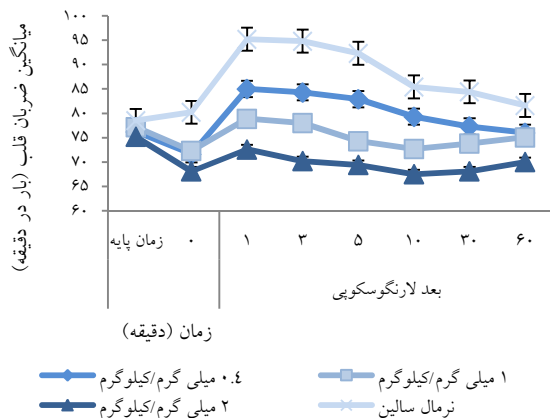 میانگین ضربان قلب (بار در دقیقه)
۱۰۰
۹۵
۹۰
۸۵
۸۰
۷۵
۷۰
۶۵
۶۰
زمان پایه ۰ ۱ ۳ ۵ ۱۰ ۳۰ ۶۰
بعد لارنگوسکوپی
زمان (دقیقه)
۰.٤ میلی گرم/کیلوگرم ۱ میلی گرم/کیلوگرم
۲ میلی گرم/کیلوگرم نرمال سالین